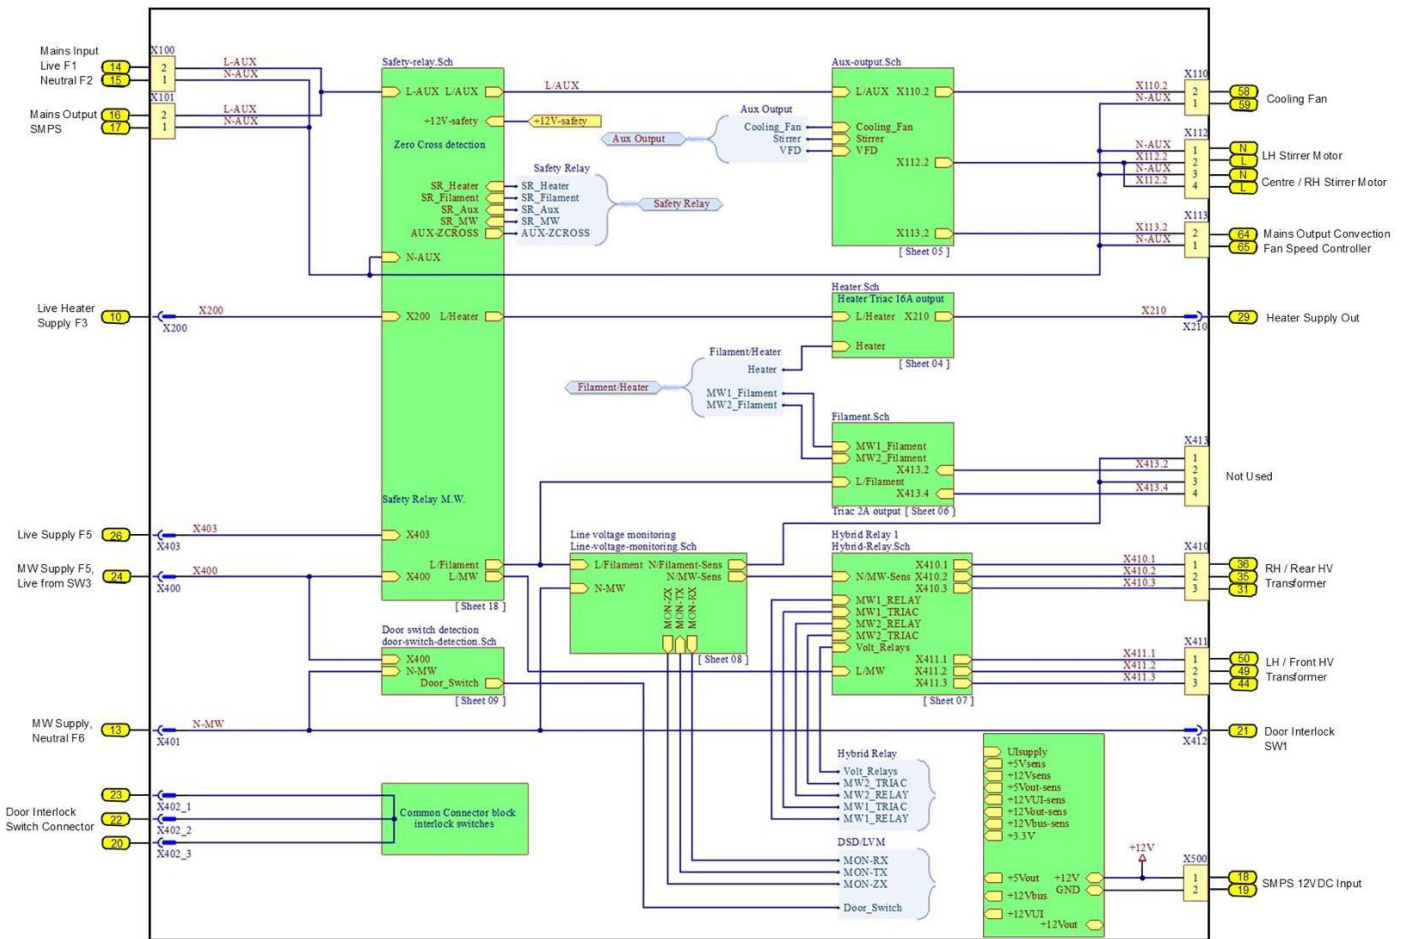 Mains Input
Live F1
Neutral F2
14
15
X100
2
1
L-AUX
N-AUX
Mains Output
SMPS
16
17
X101
2
1
L-AUX
N-AUX
Safety-relay.Sch
L-AUX
L/AUX
L/AUX
+12V-safety
+12V-safety
Zero Cross detection
Safety Relay
SR_Heater
SR_Filament
SR_Aux
SR_MW
AUX-ZCROSS
SR_Heater
SR_Filament
SR_Aux
SR_MW
AUX-ZCROSS
Safety Relay
N-AUX
Aux Output
Aux Output
Cooling_Fan
Stirrer
VFD
Aux-output.Sch
L/AUX
X110.2
Cooling_Fan
Stirrer
VFD
X112.2
X113.2
[ Sheet 05 ]
X110
X110.2
N-AUX
2
1
58
59
Cooling Fan
X112
N-AUX
X112.2
N-AUX
X112.2
1
2
3
4
N
L
N
L
LH Stirrer Motor
Centre / RH Stirrer Motor
X113
X113.2
N-AUX
2
1
64
65
Mains Output Convection
Fan Speed Controller
Live Heater
Supply F3
10
X200
X200
X200
L/Heater
Heater.Sch
Heater Triac 16A output
L/Heater
X210
Heater
[ Sheet 04 ]
X210
X210
29
Heater Supply Out
Filament/Heater
Filament/Heater
Heater
MW1_Filament
MW2_Filament
Filament.Sch
MW1_Filament
MW2_Filament
X413.2
L/Filament
X413.4
Triac 2A output
[ Sheet 06 ]
X413
X413.2
X413.4
1
2
3
4
Not Used
Safety Relay M.W.
Live Supply F5
26
X403
X403
X403
MW Supply F5,
Live from SW3
24
X400
X400
X400
L/Filament
L/MW
[ Sheet 18 ]
Line voltage monitoring
Line-voltage-monitoring.Sch
L/Filament
N/Filament-Sens
N/MW-Sens
N-MW
MON-ZX
MON-TX
MON-RX
[ Sheet 08 ]
Hybrid Relay 1
Hybrid-Relay.Sch
X410.1
N/MW-Sens
X410.2
X410.3
MW1_RELAY
MW1_TRIAC
MW2_RELAY
MW2_TRIAC
Volt_Relays
X411.1
L/MW
X411.2
X411.3
[ Sheet 07 ]
X410
X410.1
X410.2
X410.3
1
2
3
36
35
31
RH / Rear HV
Transformer
X411
X411.1
X411.2
X411.3
1
2
3
50
49
44
LH / Front HV
Transformer
Door switch detection
door-switch-detection.Sch
X400
N-MW
Door_Switch
[ Sheet 09 ]
MW Supply,
Neutral F6
13
N-MW
X401
X412
21
Door Interlock
SW1
Door Interlock
Switch Connector
23
22
20
X402_1
X402_2
X402_3
Common Connector block
interlock switches
Hybrid Relay
Volt_Relays
MW2_TRIAC
MW2_RELAY
MW1_TRIAC
MW1_RELAY
DSD/LVM
MON-RX
MON-TX
MON-ZX
Door_Switch
UIsupply
+5Vsens
+12Vsens
+5Vout-sens
+12VUI-sens
+12Vout-sens
+12Vbus-sens
+3.3V
+5Vout
+12V
GND
+12Vbus
+12VUI
+12Vout
+12V
X500
1
2
18
19
SMPS 12VDC Input